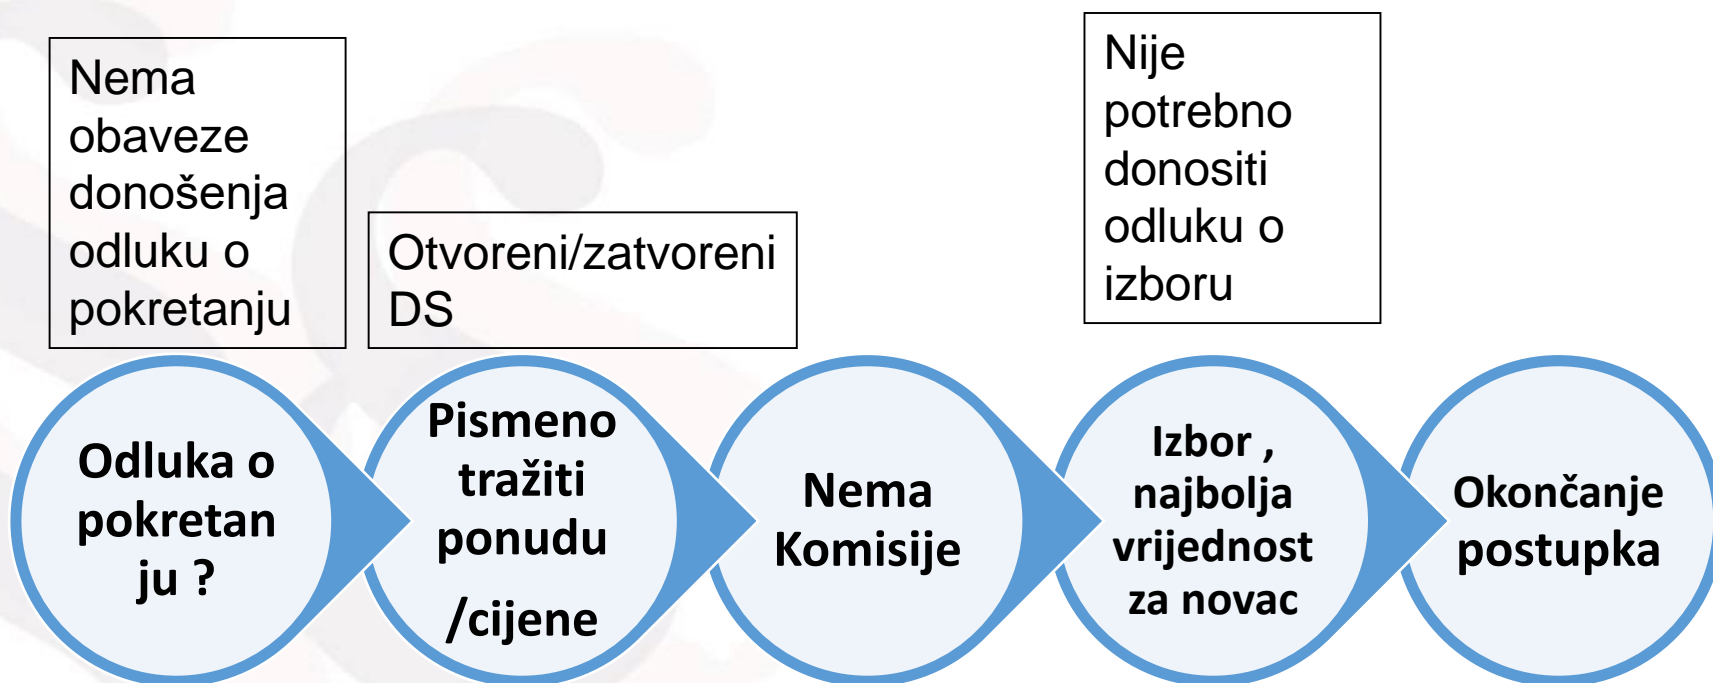 Nema
obaveze
donošenja
odluku o
pokretanju
Otvoreni/zatvoreni
DS
Nije
potrebno
donositi
odluku o
izboru
Odluka o
pokretan
ju ?
Pismeno
tražiti
ponudu
/cijene
Nema
Komisije
Izbor ,
najbolja
vrijednost
za novac
Okončanje
postupka